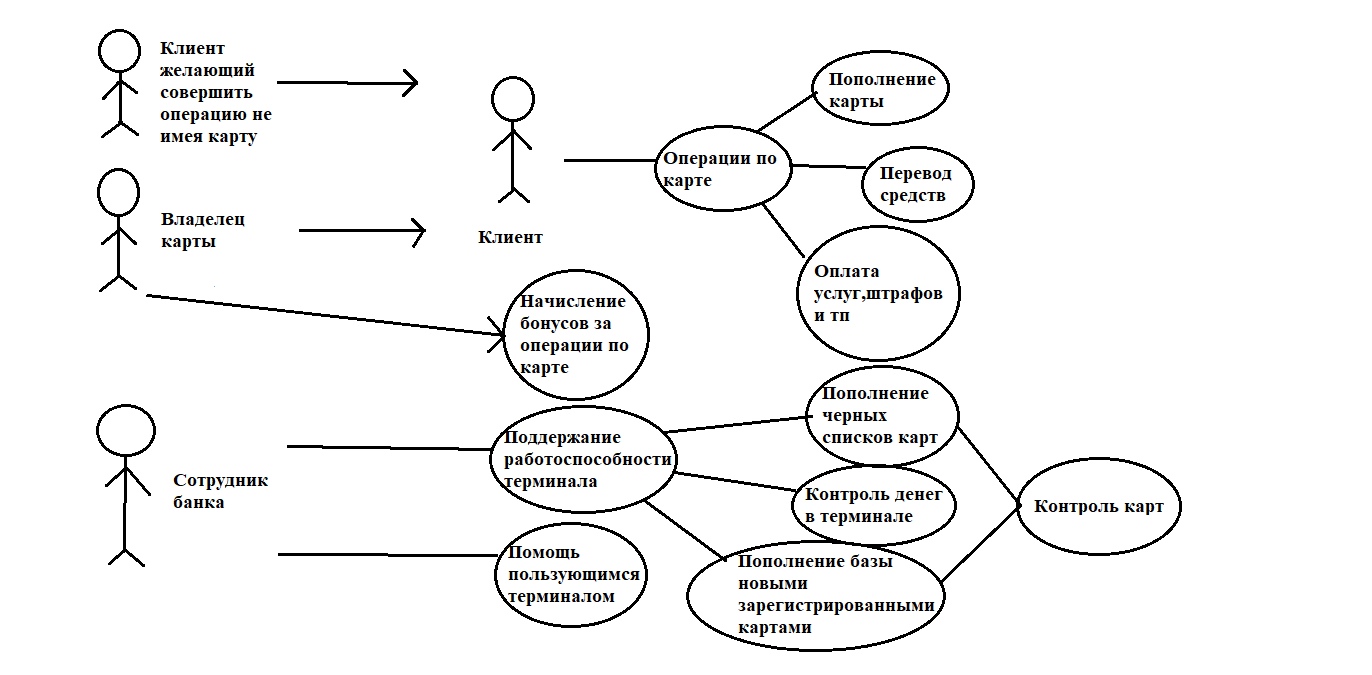 Клиент
желающий
совершить
операцию не
имея карту
Владелец
карты
Клиент
Операции по
карте
Пополнение
карты
Перевод
средств
Оплата
услуг,штрафов
и тп
Начисление
бонусов за
операции по
карте
Сотрудник
банка
Поддержание
работоспособности
терминала
Помощь
пользующимся
терминалом
Пополнение
черных
списков карт
Контроль денег
в терминале
Пополнение базы
новыми
зарегистрированными
картами
Контроль карт